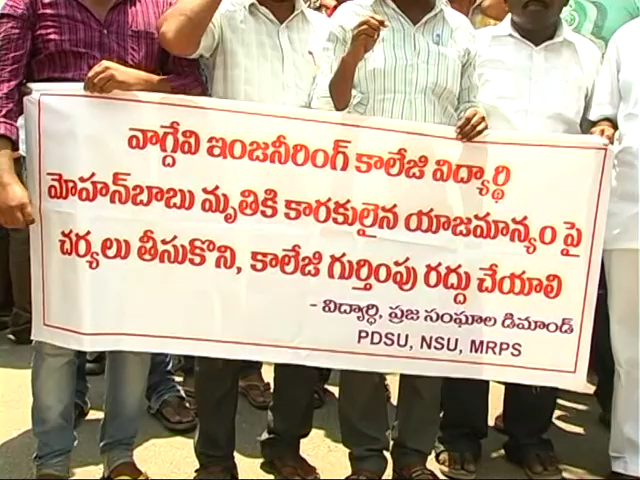 వాగ్దేవి ఇంజనీరింగ్ కాలేజి విద్యార్థి
మోహన్‌బాబు మృతికి కారకులైన యాజమాన్యం పై
చర్యలు తీసుకొని, కాలేజి గుర్తింపు రద్దు చేయాలి
- విద్యార్థి, ప్రజ సంఘాల డిమాండ్
PDSU, NSU, MRPS